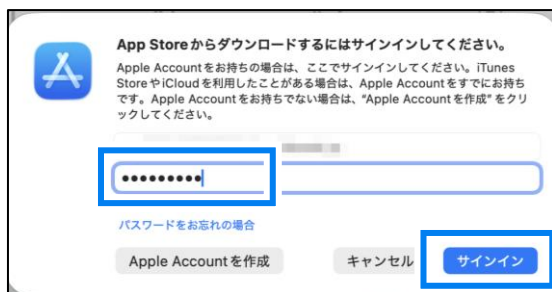 App Storeからダウンロードするにはサインインしてください。
Apple Accountをお持ちの場合は、ここでサインインしてください。iTunes
StoreやiCloudを利用したことがある場合は、Apple Accountをすでにお持ち
です。Apple Accountをお持ちでない場合は、“Apple Accountを作成” をクリ
ックしてください。
•••••••••
パスワードをお忘れの場合
Apple Accountを作成 キャンセル サインイン